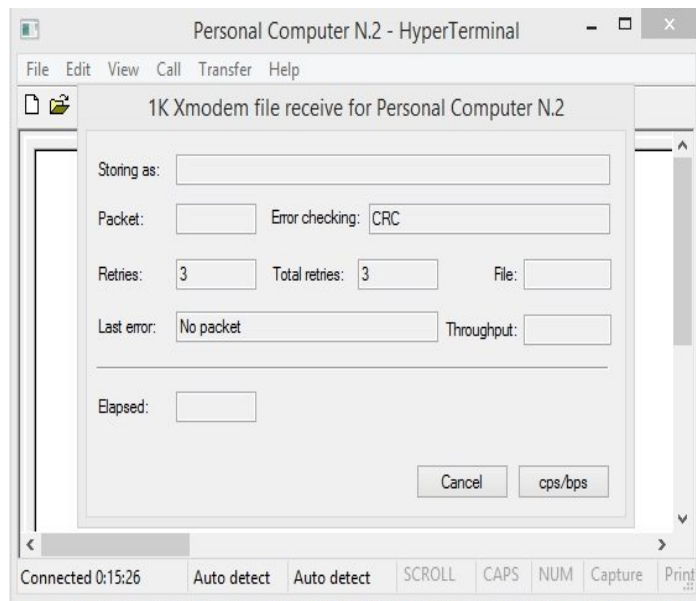 Personal Computer N.2 - HyperTerminal
File Edit View Call Transfer Help
1K Xmodem file receive for Personal Computer N.2
Storing as:
Packet: Error checking: CRC
Retries: 3 Total retries: 3 File:
Last error: No packet Throughput:
Elapsed:
Cancel cps/bps
Connected 0:15:26 Auto detect Auto detect SCROLL CAPS NUM Capture Print